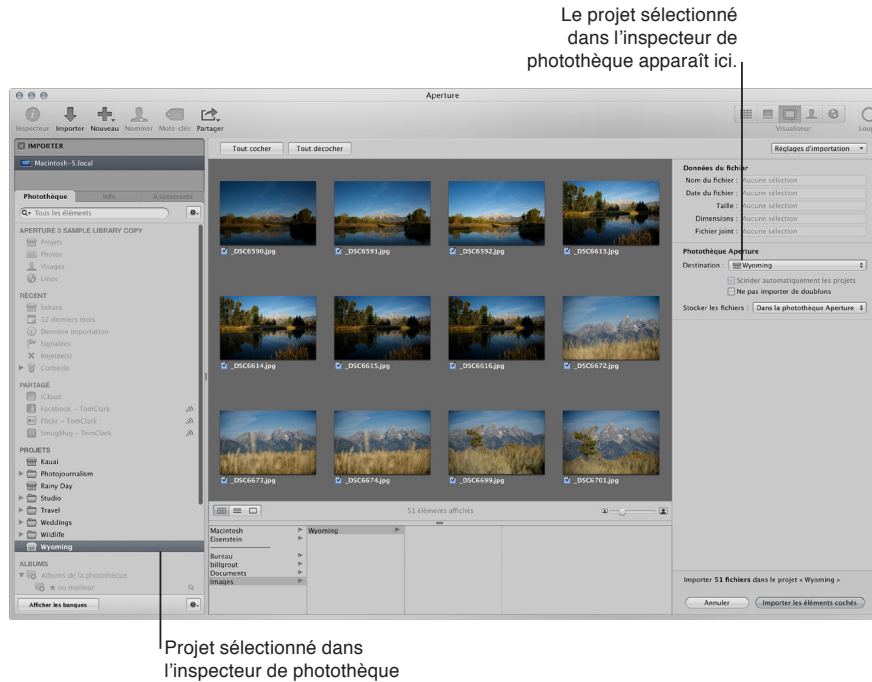 Le projet sélectionné
dans l’inspecteur de
photothèque apparaît ici.
Aperture
Inspecteur Importer Nouveau Nommer Mots-clés Partager
Visualiseur
Loup
IMPORTER
Macintosh-5.local
Tout cocher Tout décocher
Réglages d'importation
Photothèque Info Ajustements
Tous les éléments
APERTURE 3 SAMPLE LIBRARY COPY
Projets
Photos
Visages
Lieux
RÉCENT
Sahara
12 derniers mois
Dernière importation
Signalées
Rejetée(s)
Corbeille
PARTAGÉ
iCloud
Facebook – TomClark
Flickr – TomClark
SmugMug – TomClark
PROJETS
Kauai
Photojournalism
Rainy Day
Studio
Travel
Weddings
Wildlife
Wyoming
ALBUMS
Albums de la photothèque
★ ou meilleur
Afficher les banques
_DSC6590.jpg _DSC6591.jpg _DSC6592.jpg _DSC6613.jpg
_DSC6614.jpg _DSC6615.jpg _DSC6616.jpg _DSC6672.jpg
_DSC6673.jpg _DSC6674.jpg _DSC6699.jpg _DSC6701.jpg
51 éléments affichés
Macintosh
Eisenstein
Bureau
billgrout
Documents
Images
Wyoming
Données du fichier
Nom du fichier : Aucune sélection
Date du fichier : Aucune sélection
Taille : Aucune sélection
Dimensions : Aucune sélection
Fichier joint : Aucune sélection
Photothèque Aperture
Destination : Wyoming
Scinder automatiquement les projets
Ne pas importer de doublons
Stocker les fichiers : Dans la photothèque Aperture
Importer 51 fichiers dans le projet « Wyoming »
Annuler Importer les éléments cochés
Projet sélectionné dans
l’inspecteur de photothèque